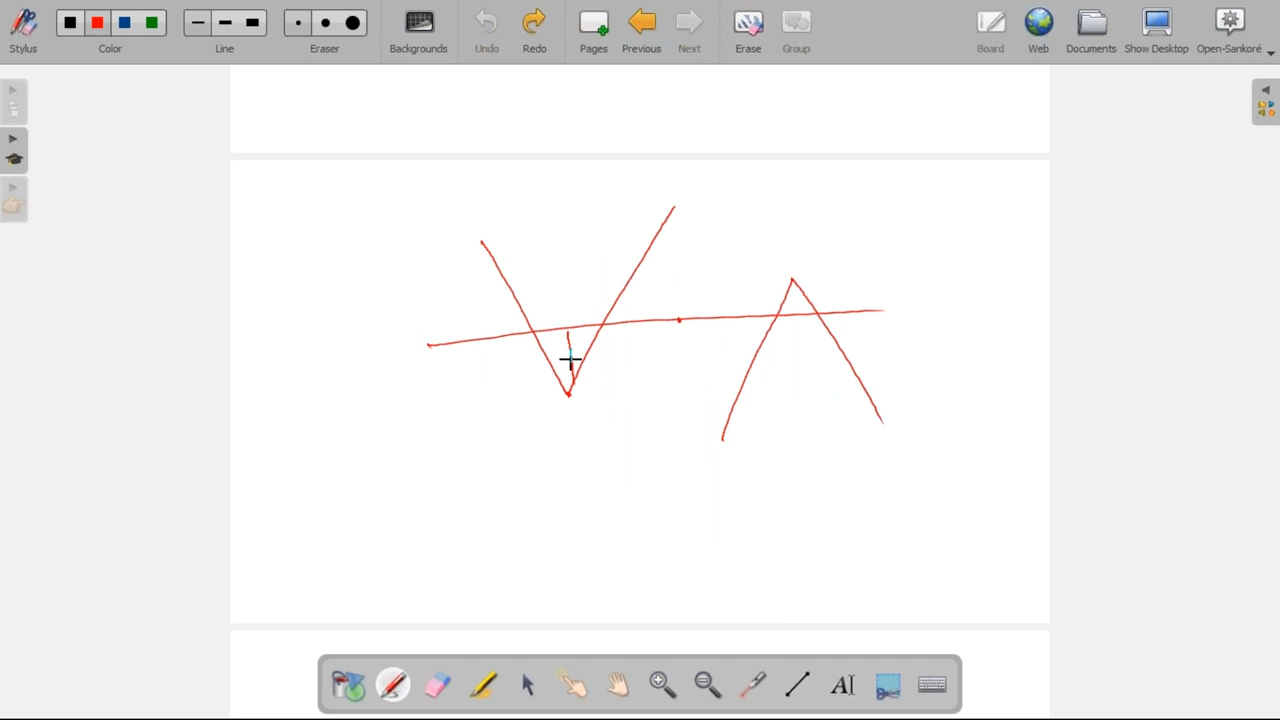 Stylus Color Line Eraser Backgrounds Undo Redo Pages Previous Next Erase Group Board Web Documents Show Desktop Open-Sankoré